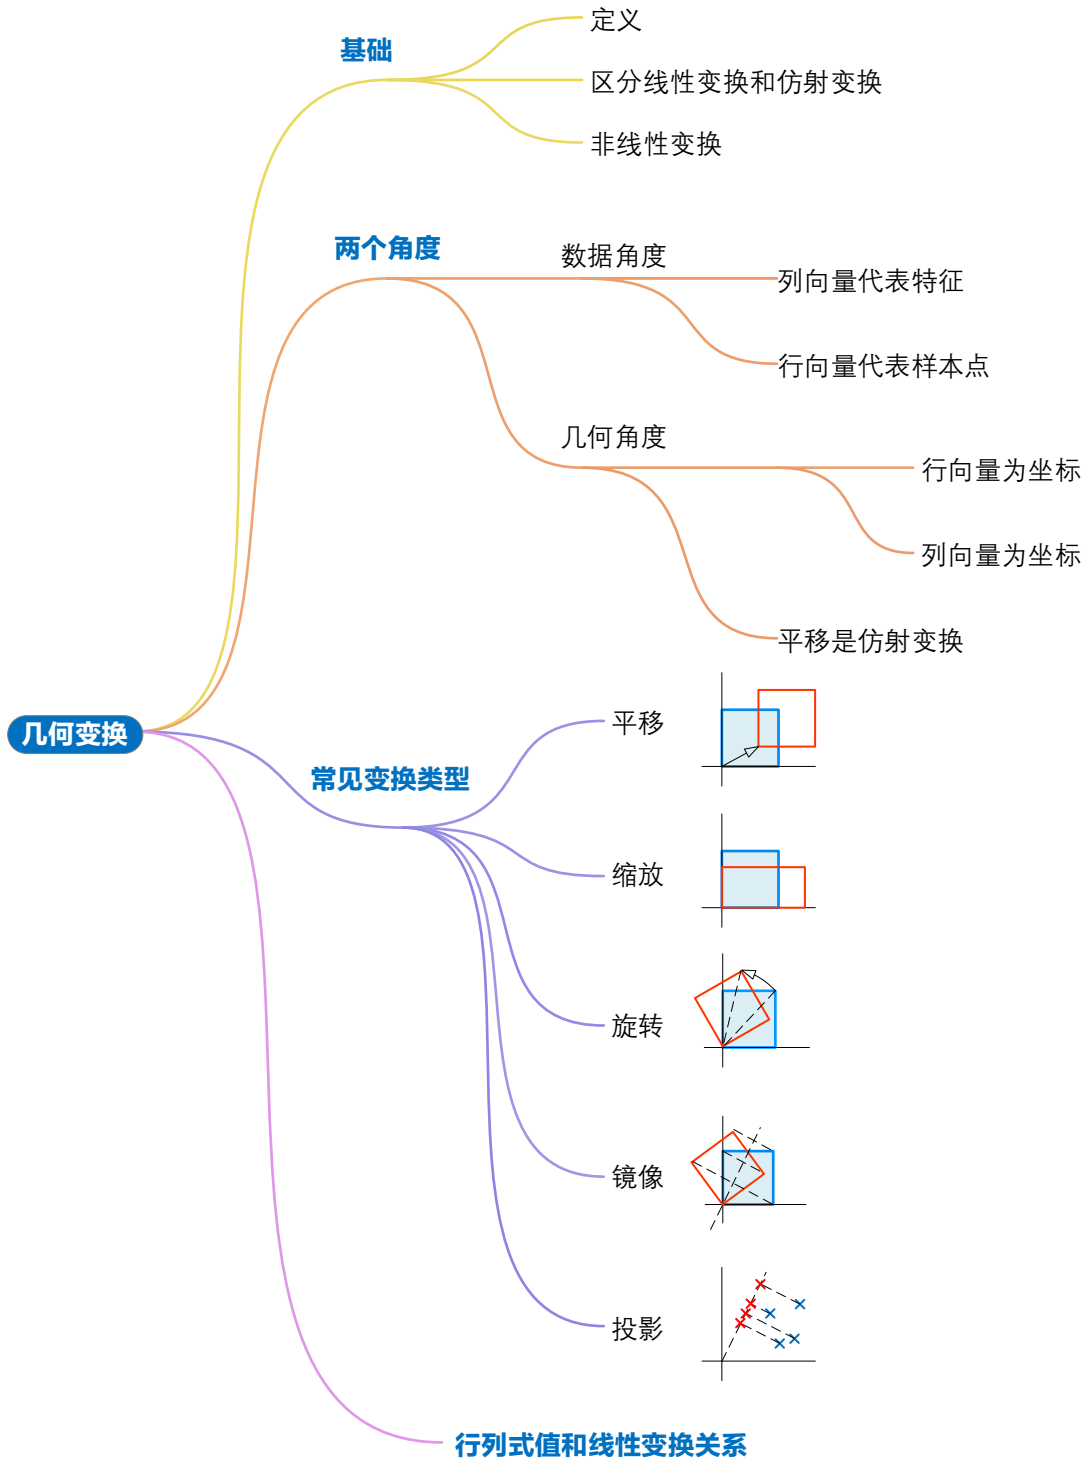 基础
定义
区分线性变换和仿射变换
非线性变换
两个角度
数据角度
列向量代表特征
行向量代表样本点
几何角度
行向量为坐标
列向量为坐标
平移是仿射变换
几何变换
常见变换类型
平移
缩放
旋转
镜像
投影
行列式值和线性变换关系